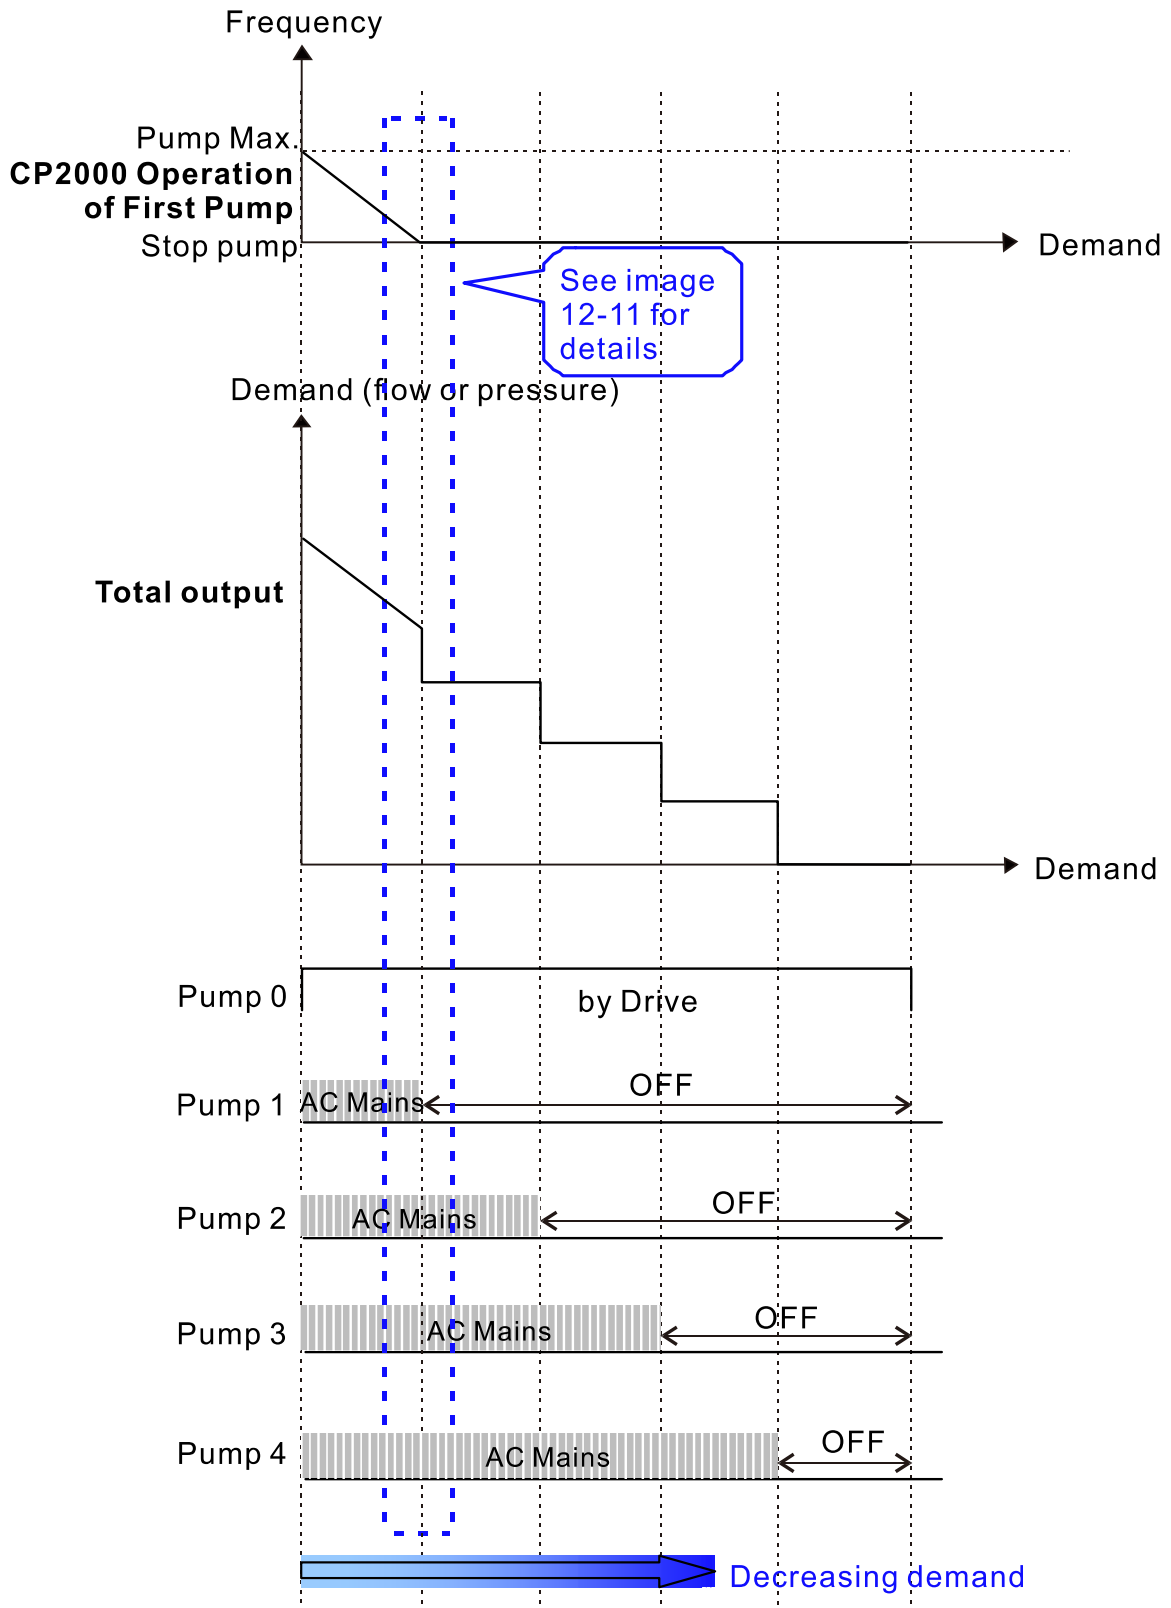 Frequency
Pump Max.
CP2000 Operation
of First Pump
Stop pump
Demand
See image
12-11 for
details
Demand (flow or pressure)
Total output
Demand
Pump 0
by Drive
Pump 1
AC Mains
OFF
Pump 2
AC Mains
OFF
Pump 3
AC Mains
OFF
Pump 4
AC Mains
OFF
Decreasing demand